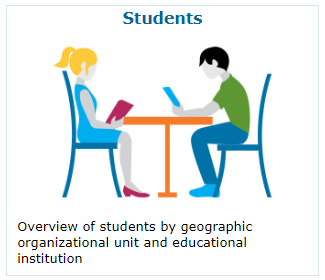 Students
Overview of students by geographic
organizational unit and educational
institution